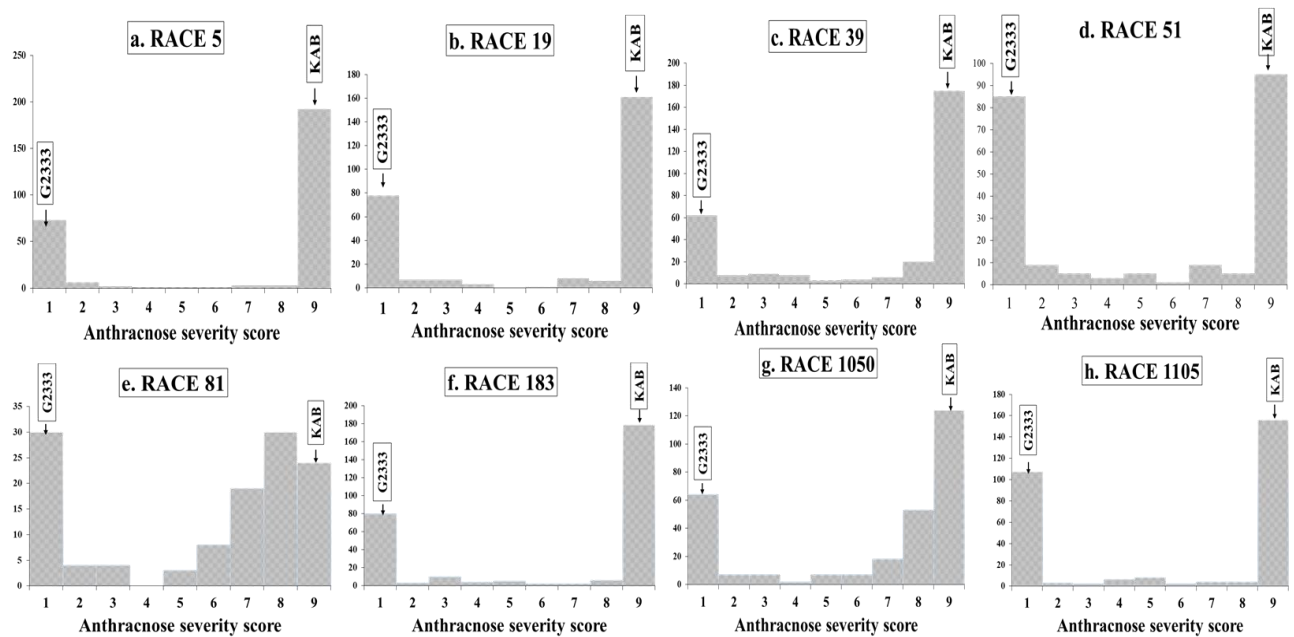 a. RACE 5
KAB
G2333
250
200
150
100
50
0
1 2 3 4 5 6 7 8 9
Anthracnose severity score
b. RACE 19
KAB
G2333
180
160
140
120
100
80
60
40
20
0
1 2 3 4 5 6 7 8 9
Anthracnose severity score
c. RACE 39
KAB
G2333
200
180
160
140
120
100
80
60
40
20
0
1 2 3 4 5 6 7 8 9
Anthracnose severity score
d. RACE 51
G2333
KAB
100
90
80
70
60
50
40
30
20
10
0
1 2 3 4 5 6 7 8 9
Anthracnose severity score
e. RACE 81
G2333
KAB
35
30
25
20
15
10
5
0
1 2 3 4 5 6 7 8 9
Anthracnose severity score
f. RACE 183
KAB
G2333
200
180
160
140
120
100
80
60
40
20
0
1 2 3 4 5 6 7 8 9
Anthracnose severity score
g. RACE 1050
KAB
G2333
140
120
100
80
60
40
20
0
1 2 3 4 5 6 7 8 9
Anthracnose severity score
h. RACE 1105
KAB
G2333
180
160
140
120
100
80
60
40
20
0
1 2 3 4 5 6 7 8 9
Anthracnose severity score